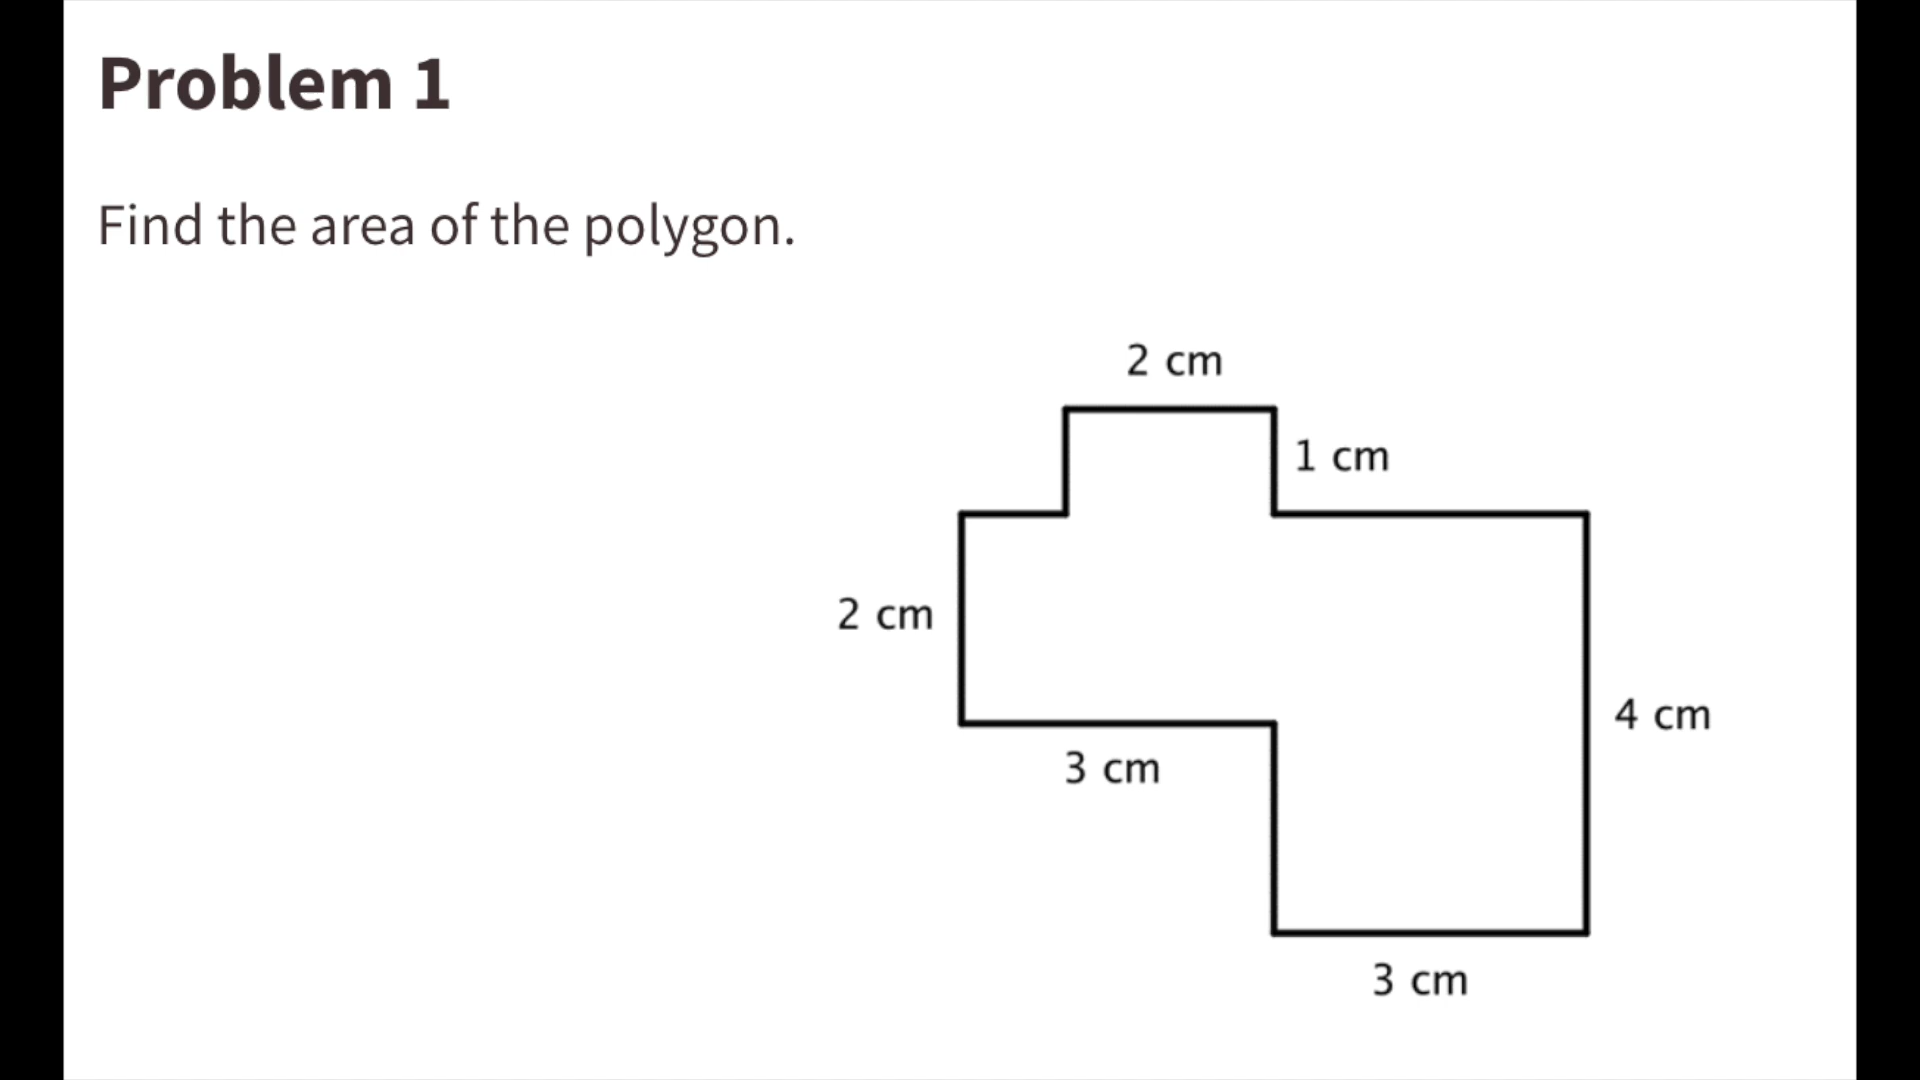 Problem 1
Find the area of the polygon.
2 cm
1 cm
2 cm
4 cm
3 cm
3 cm